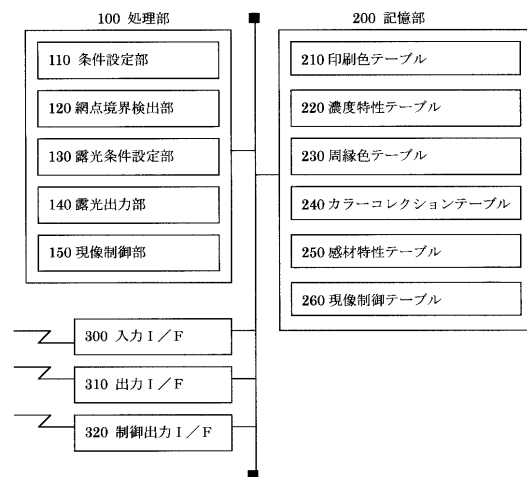 100 処理部
110 条件設定部
120 網点境界検出部
130 露光条件設定部
140 露光出力部
150 現像制御部
200 記憶部
210 印刷色テーブル
220 濃度特性テーブル
230 周縁色テーブル
240 カラーコレクションテーブル
250 感材特性テーブル
260 現像制御テーブル
300 入力I/F
310 出力I/F
320 制御出力I/F